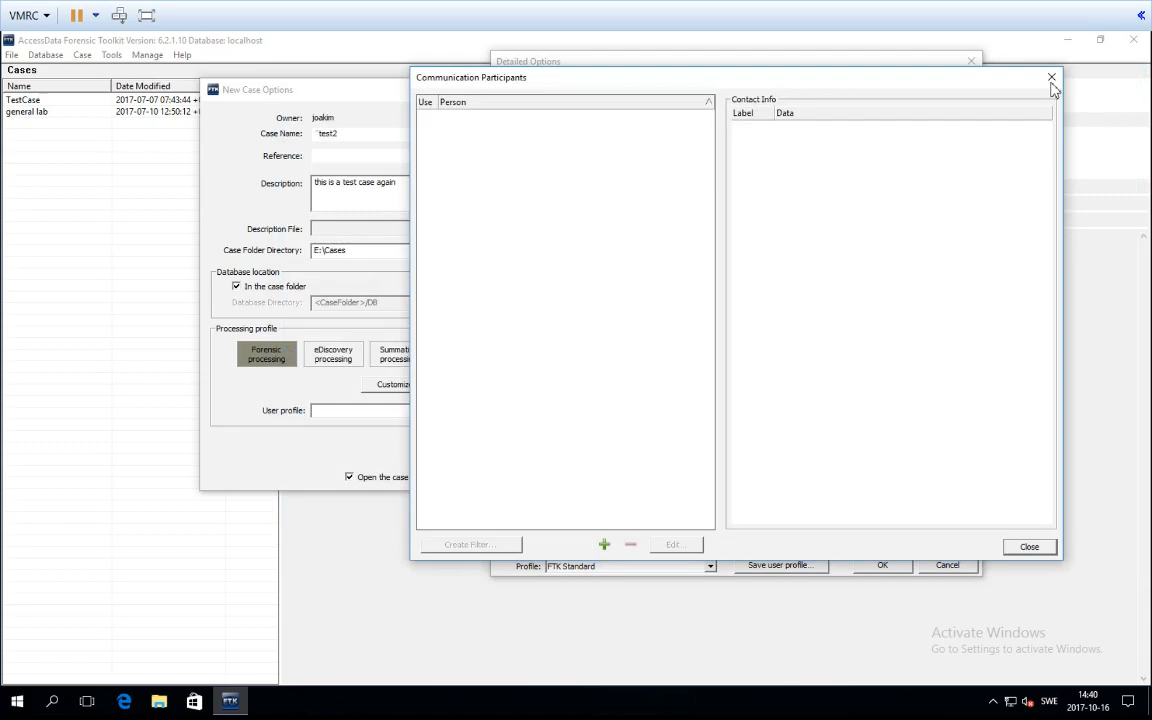 VMRC
AccessData Forensic Toolkit Version: 6.2.1.10 Database: localhost
File Database Case Tools Manage Help
Cases
Name Date Modified
TestCase 2017-07-07 07:43:44 +
general lab 2017-07-10 12:50:12 +
New Case Options
Owner: joakim
Case Name: ¨test2
Reference:
Description: this is a test case again
Description File:
Case Folder Directory: E:\Cases
Database location
In the case folder
Database Directory: <CaseFolder>/DB
Processing profile
Forensic processing
eDiscovery processing
Summati processin
Customize
User profile:
Open the case
Detailed Options
Communication Participants
Use Person
Contact Info
Label Data
Create Filter...
Edit...
Close
Profile: FTK Standard
Save user profile...
OK
Cancel
Activate Windows
Go to Settings to activate Windows.
FTK
SWE
14:40
2017-10-16